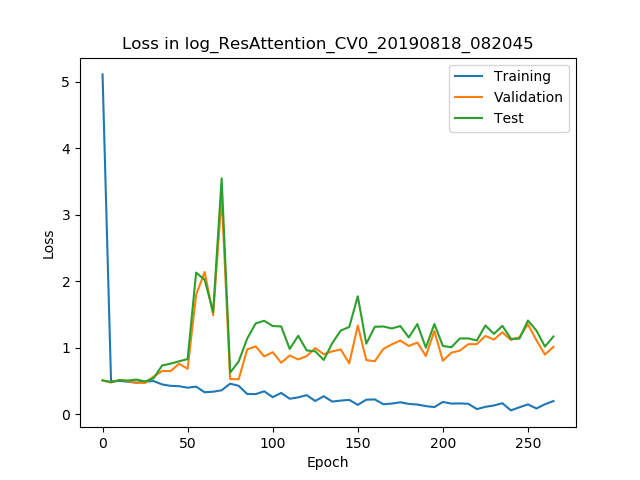 Loss in log_ResAttention_CV0_20190818_082045
Training
Validation
Test
5
4
3
2
1
0
Loss
0 50 100 150 200 250
Epoch